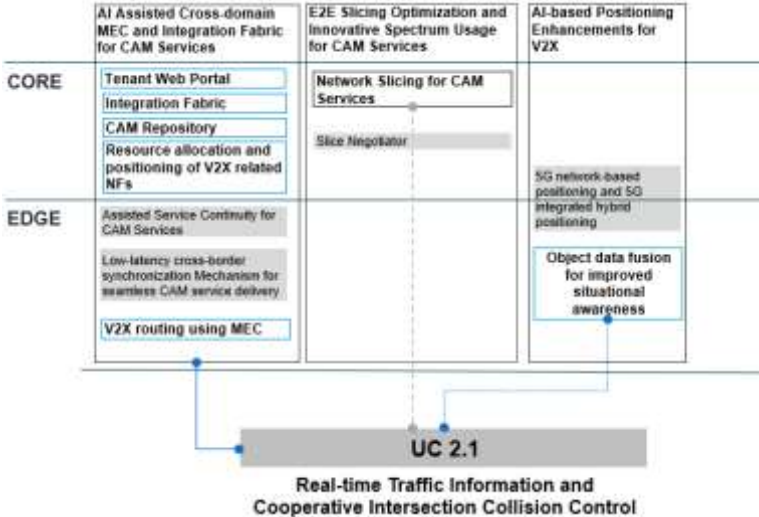 AI Assisted Cross-domain
MEC and Integration Fabric
for CAM Services
E2E Slicing Optimization and
Innovative Spectrum Usage
for CAM Services
AI-based Positioning
Enhancements for
V2X
CORE
Tenant Web Portal
Integration Fabric
CAM Repository
Resource allocation and
positioning of V2X related
NFs
Network Slicing for CAM
Services
Slice Negotiator
5G network-based
positioning and 5G
integrated hybrid
positioning
EDGE
Assisted Service Continuity for
CAM Services
Low-latency cross-border
synchronization Mechanism for
seamless CAM service delivery
V2X routing using MEC
Object data fusion
for improved
situational
awareness
UC 2.1
Real-time Traffic Information and
Cooperative Intersection Collision Control